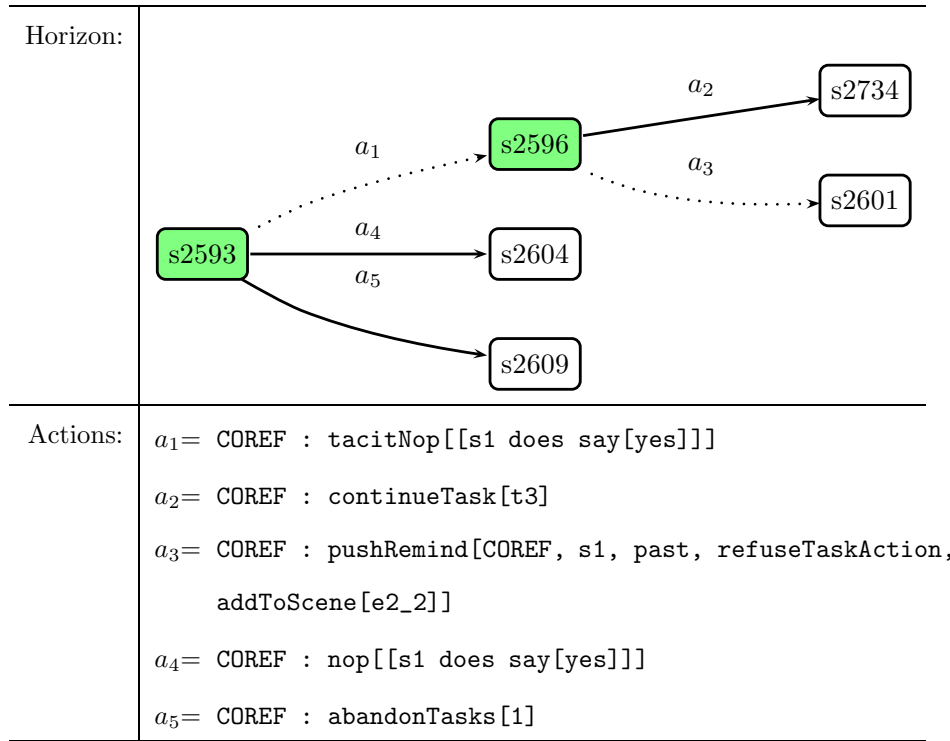 Horizon:
s2734
a2
s2596
a1
a3
s2601
a4
s2593
s2604
a5
s2609
Actions:
a1= COREF : tacitNop[[s1 does say[yes]]]
a2= COREF : continueTask[t3]
a3= COREF : pushRemind[COREF, s1, past, refuseTaskAction,
addToScene[e2_2]]
a4= COREF : nop[[s1 does say[yes]]]
a5= COREF : abandonTasks[1]